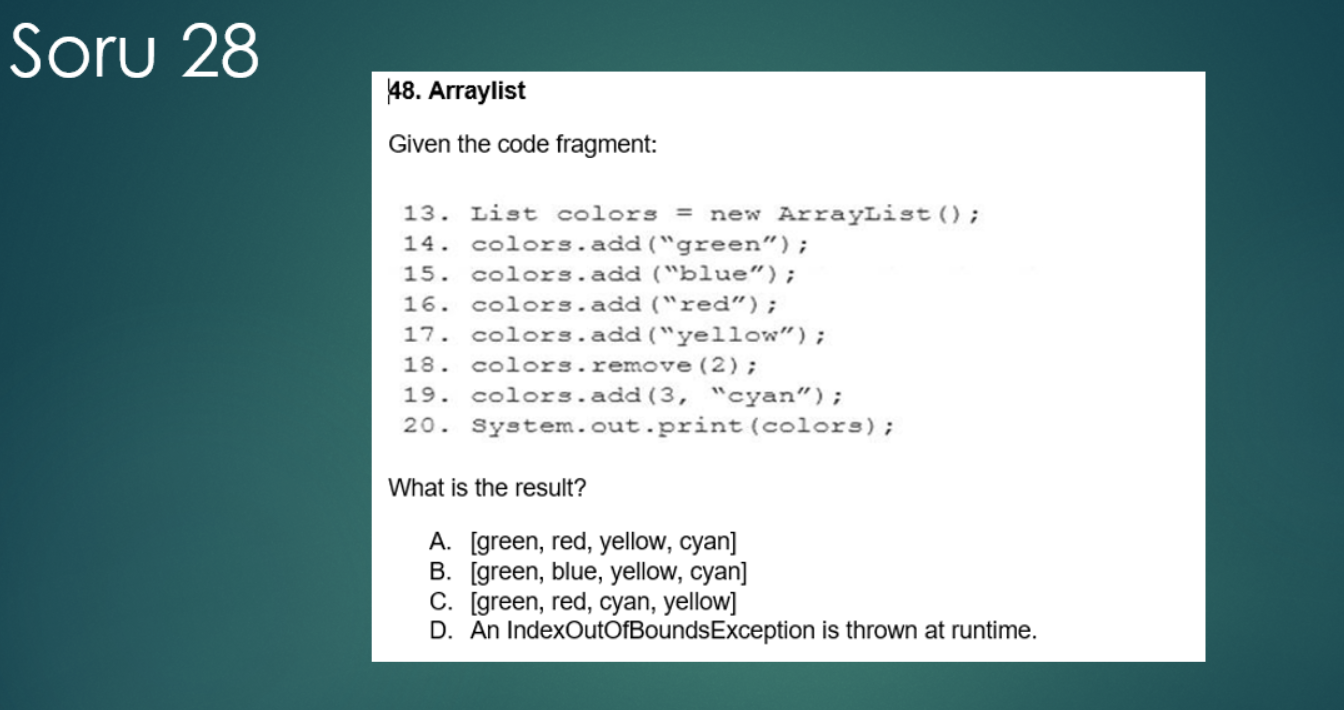 Soru 28
48. Arraylist
Given the code fragment:
13. List colors = new ArrayList();
14. colors.add(“green”);
15. colors.add (“blue”);
16. colors.add (“red”);
17. colors.add(“yellow”);
18. colors.remove(2);
19. colors.add(3, “cyan”);
20. System.out.print(colors);
What is the result?
A. [green, red, yellow, cyan]
B. [green, blue, yellow, cyan]
C. [green, red, cyan, yellow]
D. An IndexOutOfBoundsException is thrown at runtime.